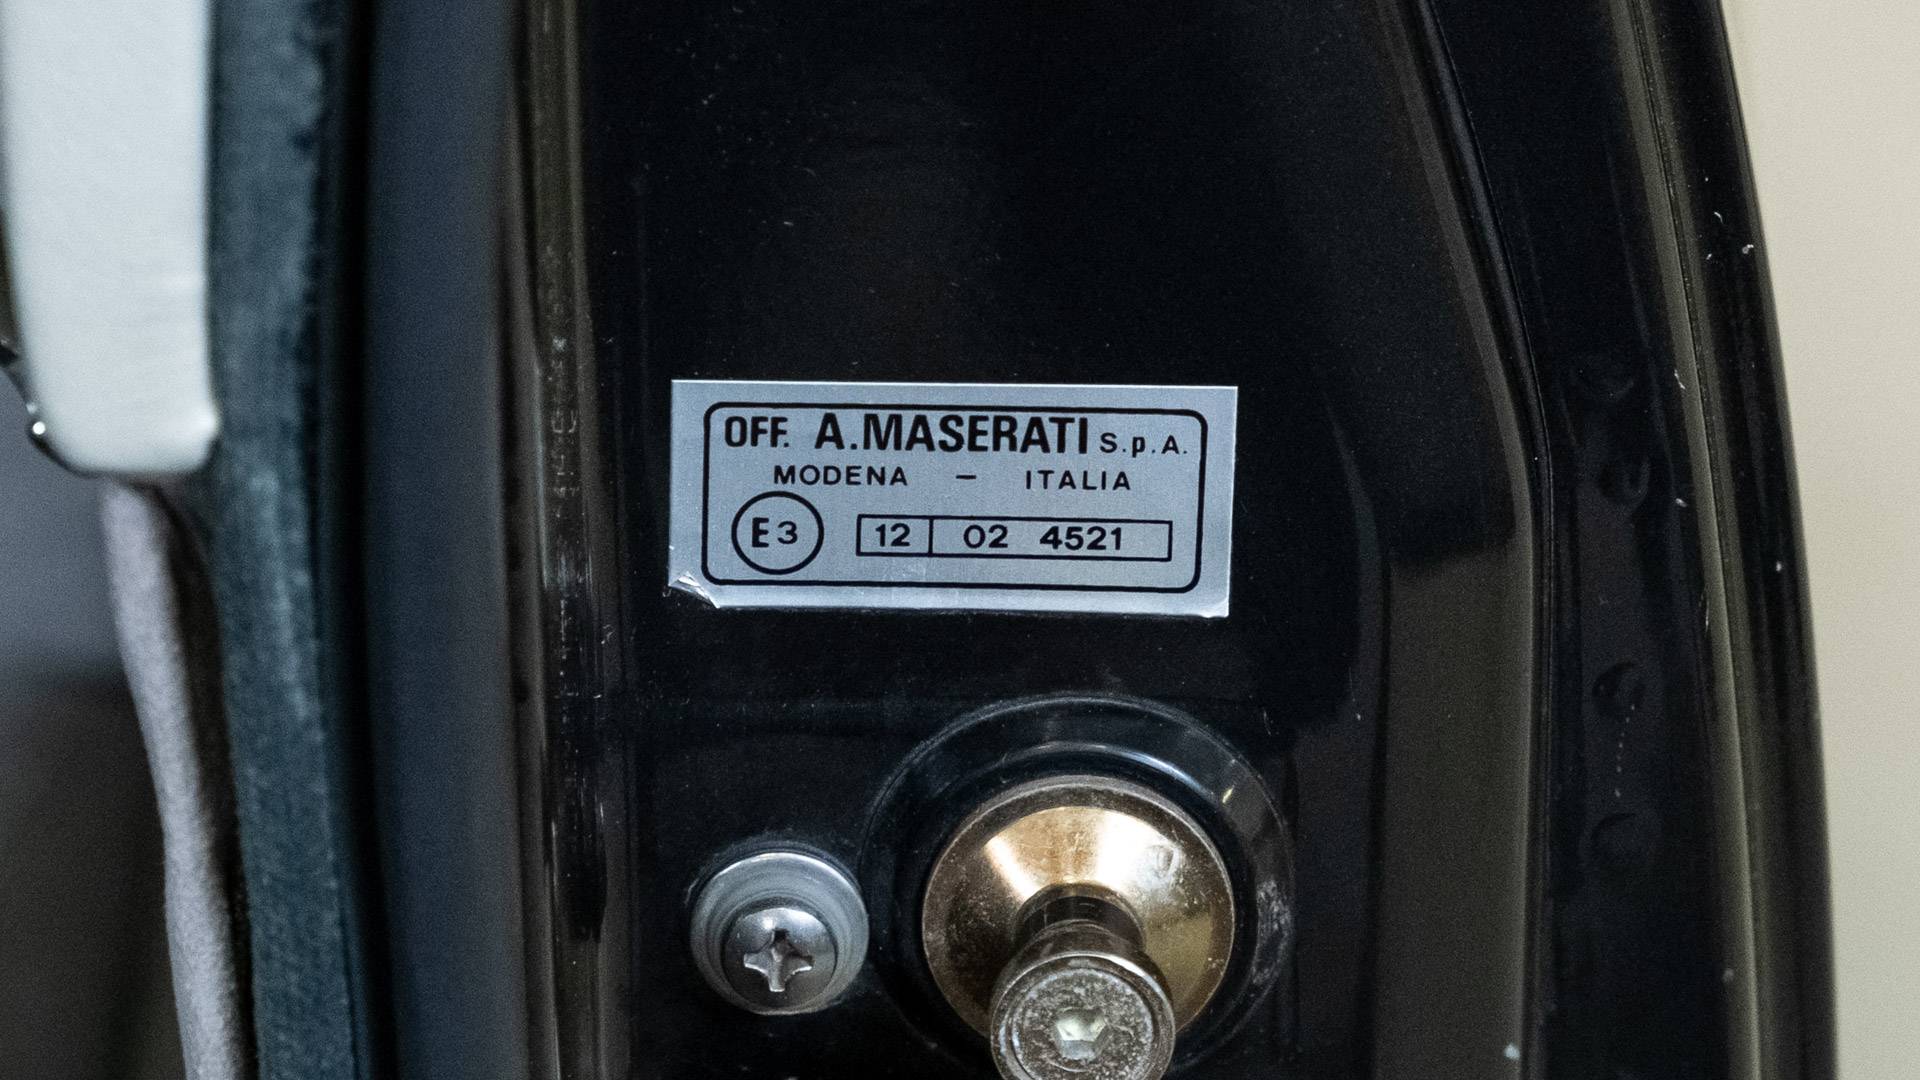 OFF. A.MASERATI S.p.A.
MODENA – ITALIA
E3 12 02 4521